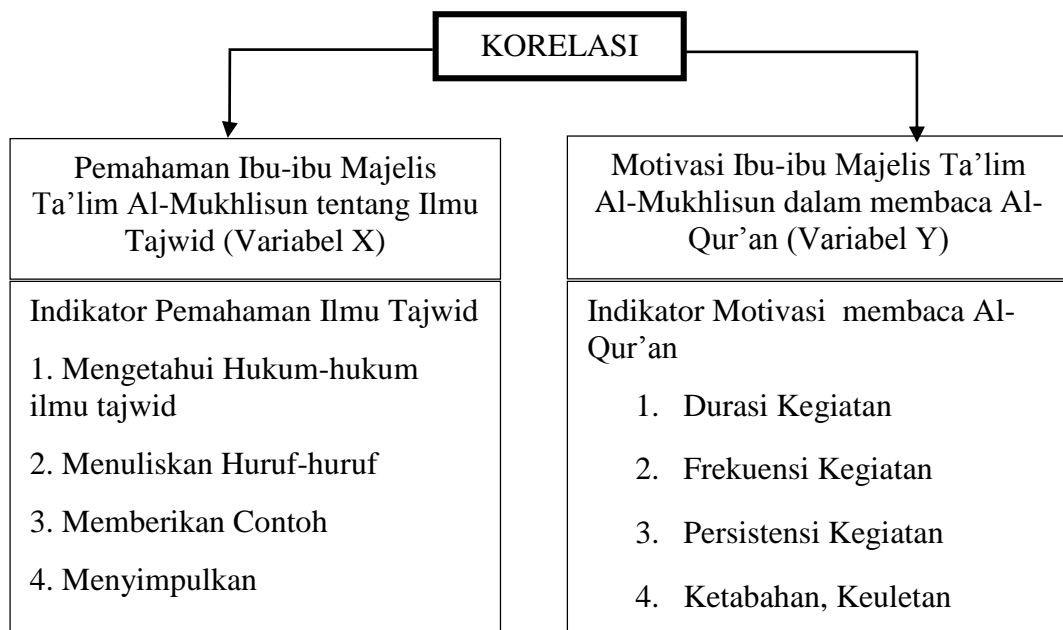 KORELASI
Pemahaman Ibu-ibu Majelis
Ta’lim Al-Mukhlisun tentang Ilmu
Tajwid (Variabel X)
Indikator Pemahaman Ilmu Tajwid
1. Mengetahui Hukum-hukum
ilmu tajwid
2. Menuliskan Huruf-huruf
3. Memberikan Contoh
4. Menyimpulkan
Motivasi Ibu-ibu Majelis Ta’lim
Al-Mukhlisun dalam membaca Al-
Qur’an (Variabel Y)
Indikator Motivasi membaca Al-
Qur’an
1. Durasi Kegiatan
2. Frekuensi Kegiatan
3. Persistensi Kegiatan
4. Ketabahan, Keuletan